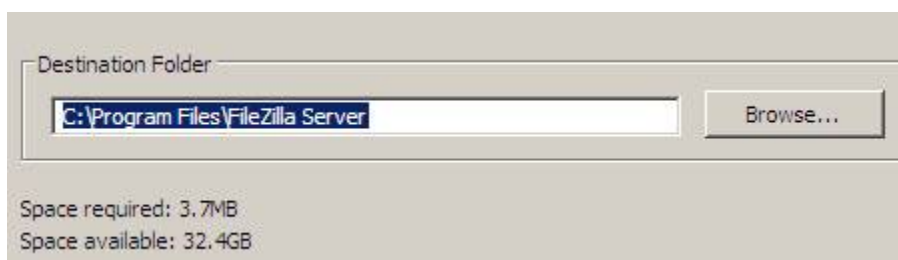 Destination Folder
C:\Program Files\FileZilla Server
Browse...
Space required: 3.7MB
Space available: 32.4GB